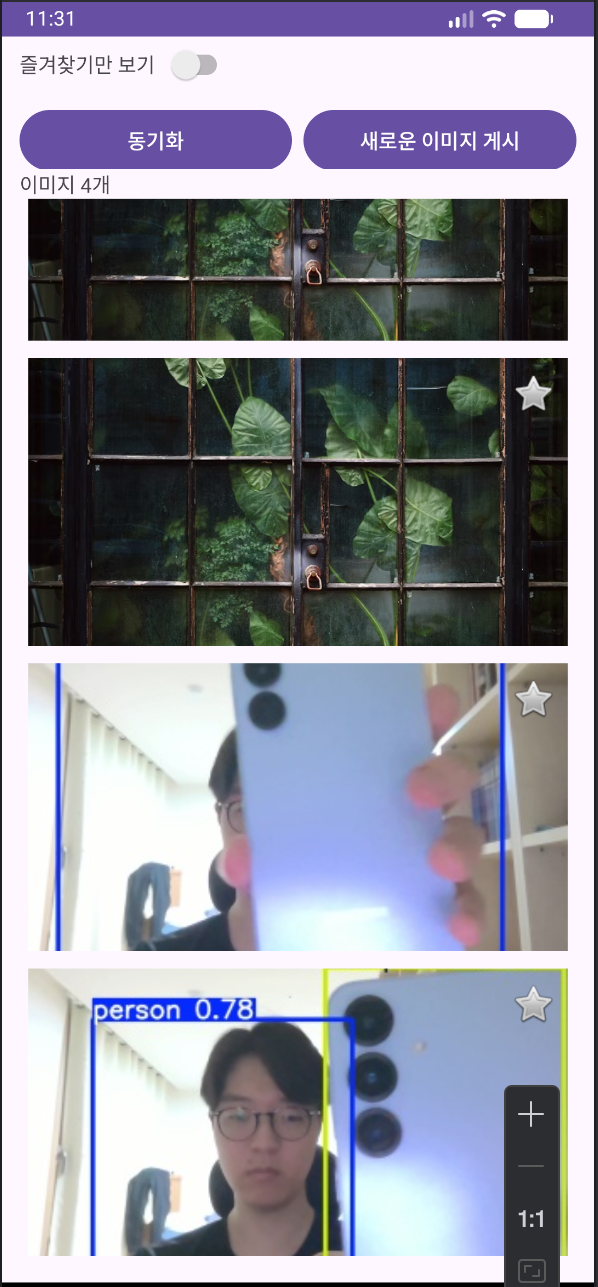 11:31
즐겨찾기만 보기
동기화
새로운 이미지 게시
이미지 4개
person 0.78
1:1